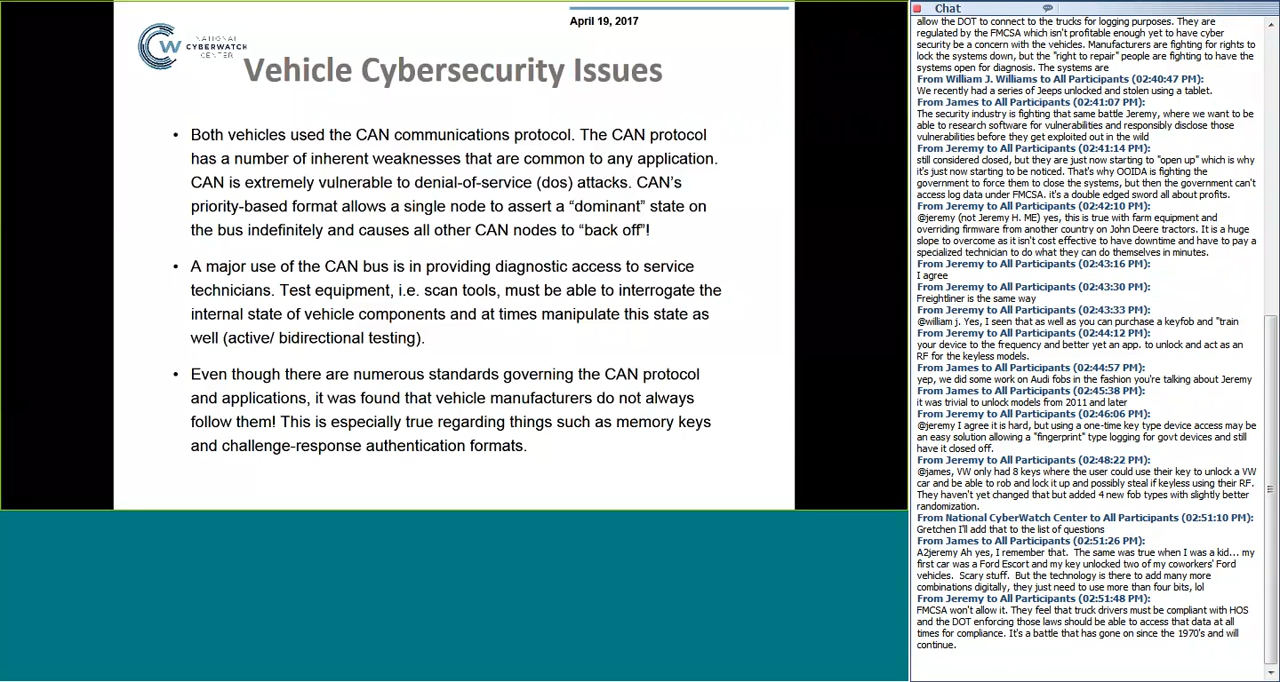 April 19, 2017
NATIONAL
CYBERWATCH
CENTER
Vehicle Cybersecurity Issues
• Both vehicles used the CAN communications protocol. The CAN protocol
has a number of inherent weaknesses that are common to any application.
CAN is extremely vulnerable to denial-of-service (dos) attacks. CAN's
priority-based format allows a single node to assert a “dominant” state on
the bus indefinitely and causes all other CAN nodes to “back off”!
• A major use of the CAN bus is in providing diagnostic access to service
technicians. Test equipment, i.e. scan tools, must be able to interrogate the
internal state of vehicle components and at times manipulate this state as
well (active/ bidirectional testing).
• Even though there are numerous standards governing the CAN protocol
and applications, it was found that vehicle manufacturers do not always
follow them! This is especially true regarding things such as memory keys
and challenge-response authentication formats.
Chat
allow the DOT to connect to the trucks for logging purposes. They are
regulated by the FMCSA which isn't profitable enough yet to have cyber
security be a concern with the vehicles. Manufacturers are fighting for rights to
lock the systems down, but the "right to repair" people are fighting to have the
systems open for diagnosis. The systems are
From William J. Williams to All Participants (02:40:47 PM):
We recently had a series of Jeeps unlocked and stolen using a tablet.
From James to All Participants (02:41:07 PM):
The security industry is fighting that same battle Jeremy, where we want to be
able to research software for vulnerabilities and responsibly disclose those
vulnerabilities before they get exploited out in the wild
From Jeremy to All Participants (02:41:14 PM):
still considered closed, but they are just now starting to "open up" which is why
it's just now starting to be noticed. That's why OOIDA is fighting the
government to force them to close the systems, but then the government can't
access log data under FMCSA. it's a double edged sword all about profits.
From Jeremy to All Participants (02:42:10 PM):
@jeremy (not Jeremy H. ME) yes, this is true with farm equipment and
overriding firmware from another country on John Deere tractors. It is a huge
slope to overcome as it isn't cost effective to have downtime and have to pay a
specialized technician to do what they can do themselves in minutes.
From Jeremy to All Participants (02:43:16 PM):
I agree
From Jeremy to All Participants (02:43:30 PM):
Freightliner is the same way
From Jeremy to All Participants (02:43:33 PM):
@william j. Yes, I seen that as well as you can purchase a keyfob and "train
From Jeremy to All Participants (02:44:12 PM):
your device to the frequency and better yet an app. to unlock and act as an
RF for the keyless models.
From James to All Participants (02:44:57 PM):
yep, we did some work on Audi fobs in the fashion you're talking about Jeremy
From James to All Participants (02:45:38 PM):
it was trivial to unlock models from 2011 and later
From Jeremy to All Participants (02:46:06 PM):
@jeremy I agree it is hard, but using a one-time key type device access may be
an easy solution allowing a "fingerprint" type logging for govt devices and still
have it closed off.
From Jeremy to All Participants (02:48:22 PM):
@james, VW only had 8 keys where the user could use their key to unlock a VW
car and be able to rob and lock it up and possibly steal if keyless using their RF.
They haven't yet changed that but added 4 new fob types with slightly better
randomization.
From National CyberWatch Center to All Participants (02:51:10 PM):
Gretchen I'll add that to the list of questions
From James to All Participants (02:51:26 PM):
A2jeremy Ah yes, I remember that. The same was true when I was a kid... my
first car was a Ford Escort and my key unlocked two of my coworkers' Ford
vehicles. Scary stuff. But the technology is there to add many more
combinations digitally, they just need to use more than four bits, lol
From Jeremy to All Participants (02:51:48 PM):
FMCSA won't allow it. They feel that truck drivers must be compliant with HOS
and the DOT enforcing those laws should be able to access that data at all
times for compliance. It's a battle that has gone on since the 1970's and will
continue.